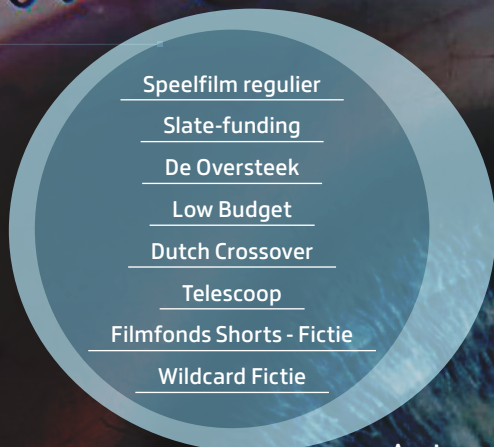 Speelfilm regulier
Slate-funding
De Oversteek
Low Budget
Dutch Crossover
Telescoop
Filmfonds Shorts - Fictie
Wildcard Fictie